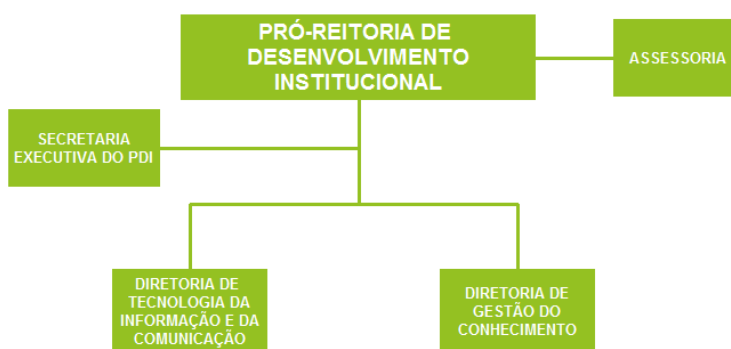 PRÓ-REITORIA DE
DESENVOLVIMENTO
INSTITUCIONAL
ASSESSORIA
SECRETARIA
EXECUTIVA DO PDI
DIRETORIA DE
TECNOLOGIA DA
INFORMAÇÃO E DA
COMUNICAÇÃO
DIRETORIA DE
GESTÃO DO
CONHECIMENTO